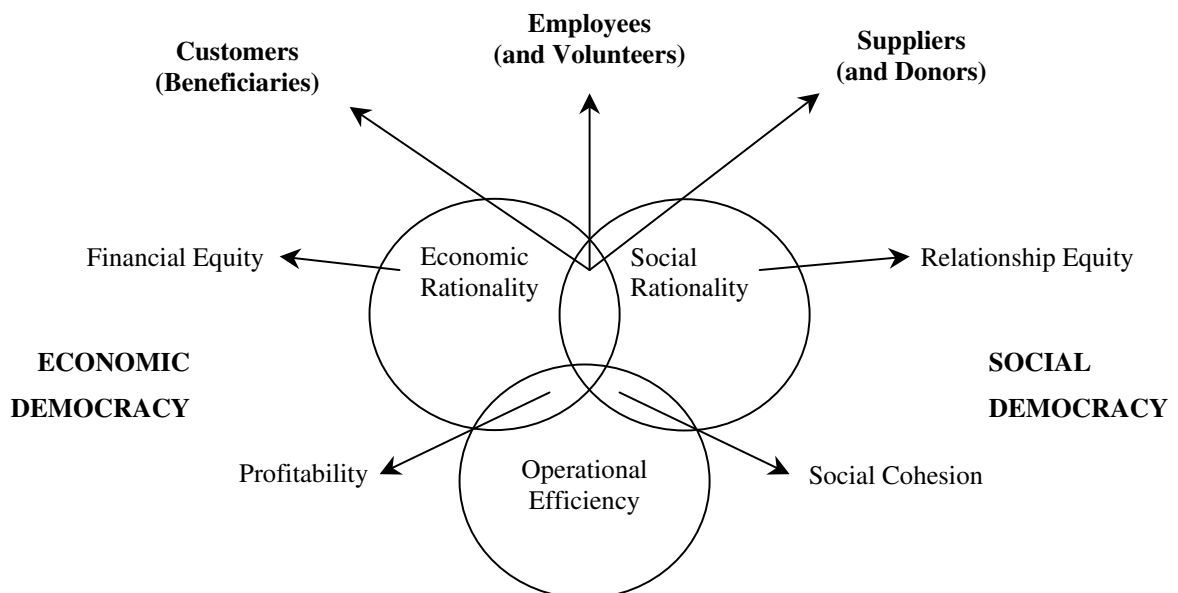 Employees
(and Volunteers)
Customers
(Beneficiaries)
Suppliers
(and Donors)
Financial Equity
Economic
Rationality
Social
Rationality
Relationship Equity
ECONOMIC
DEMOCRACY
SOCIAL
DEMOCRACY
Profitability
Operational
Efficiency
Social Cohesion